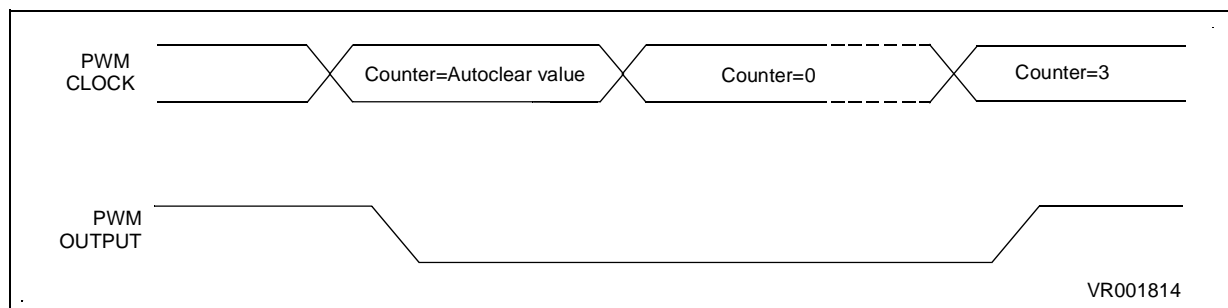 PWM
CLOCK
Counter=Autoclear value
Counter=0
Counter=3
PWM
OUTPUT
VR001814